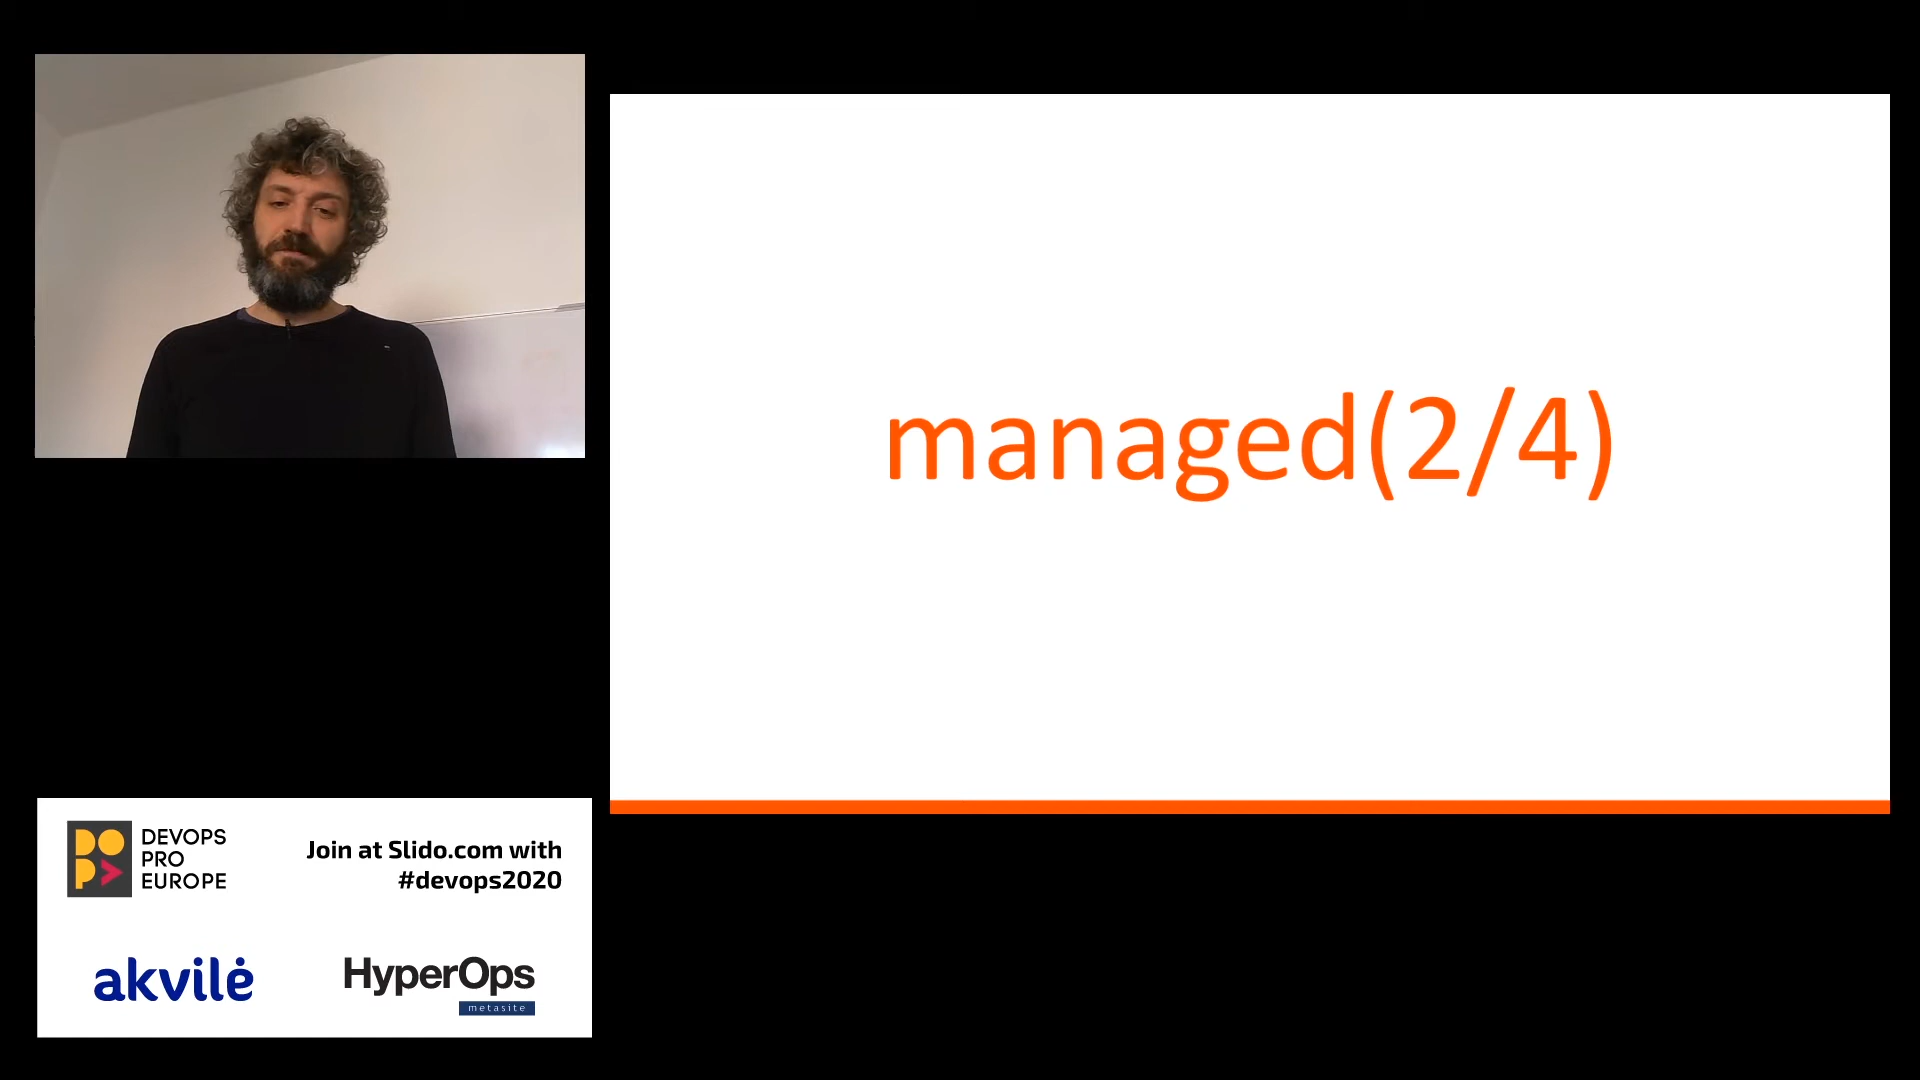 managed(2/4)
DEVOPS
PRO
EUROPE
Join at Slido.com with
#devops2020
akvilė
HyperOps
metasite